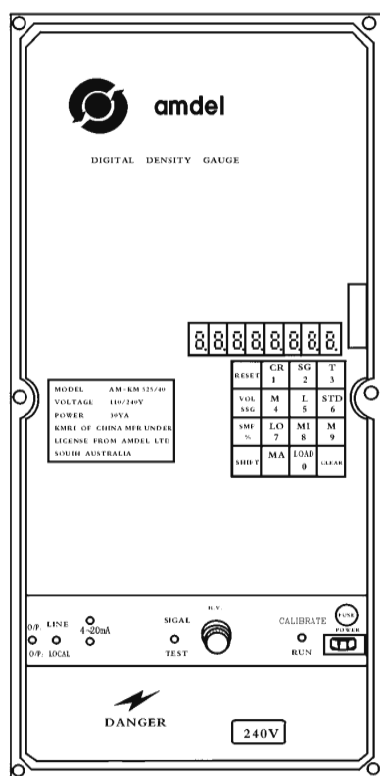 amdel
DIGITAL DENSITY GAUGE
8.8.8.8.8.8.8.8.
RESET CR 1 SG 2 T 3
VOL SSG M 4 L 5 STD 6
SMF % LO 7 MI 8 M 9
SHIFT MA LOAD 0 CLEAR
MODEL AM-KM 525/40
VOLTAGE 110/240V
POWER 30VA
KMRI OF CHINA MFR UNDER
LICENSE FROM AMDEL LTD
SOUIH AUSTRALIA
H.V.
O/P. LINE 4~20mA SIGAL CALIBRATE FUSE
POWER
O/P: LOCAL TEST RUN
DANGER
240V